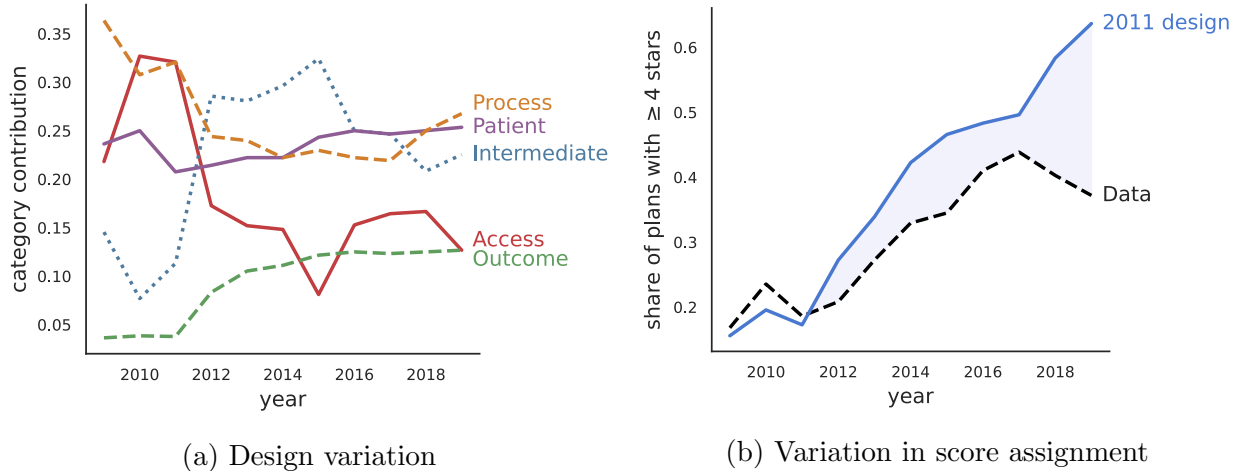 category contribution
0.35
0.30
0.25
0.20
0.15
0.10
0.05
Process
Patient
Intermediate
Access
Outcome
2010 2012 2014 2016 2018
year
(a) Design variation
share of plans with ≥ 4 stars
0.6
0.5
0.4
0.3
0.2
2011 design
Data
2010 2012 2014 2016 2018
year
(b) Variation in score assignment